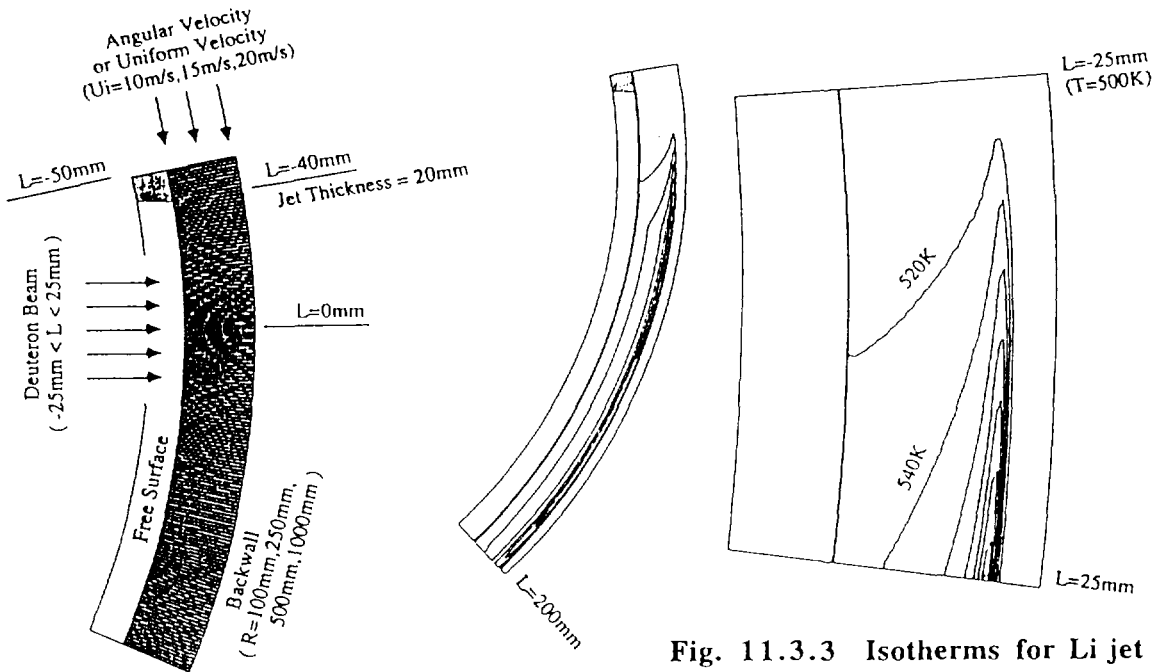 Angular Velocity
or Uniform Velocity
(Ui=10m/s,15m/s,20m/s)
L=-50mm
L=-40mm
Jet Thickness = 20mm
Deuteron Beam
( -25mm < L < 25mm )
L=0mm
Free Surface
Backwall
( R=100mm,250mm,
500mm,1000mm)
L=200mm
L=-25mm
(T=500K)
520K
540K
L=25mm
Fig. 11.3.3 Isotherms for Li jet